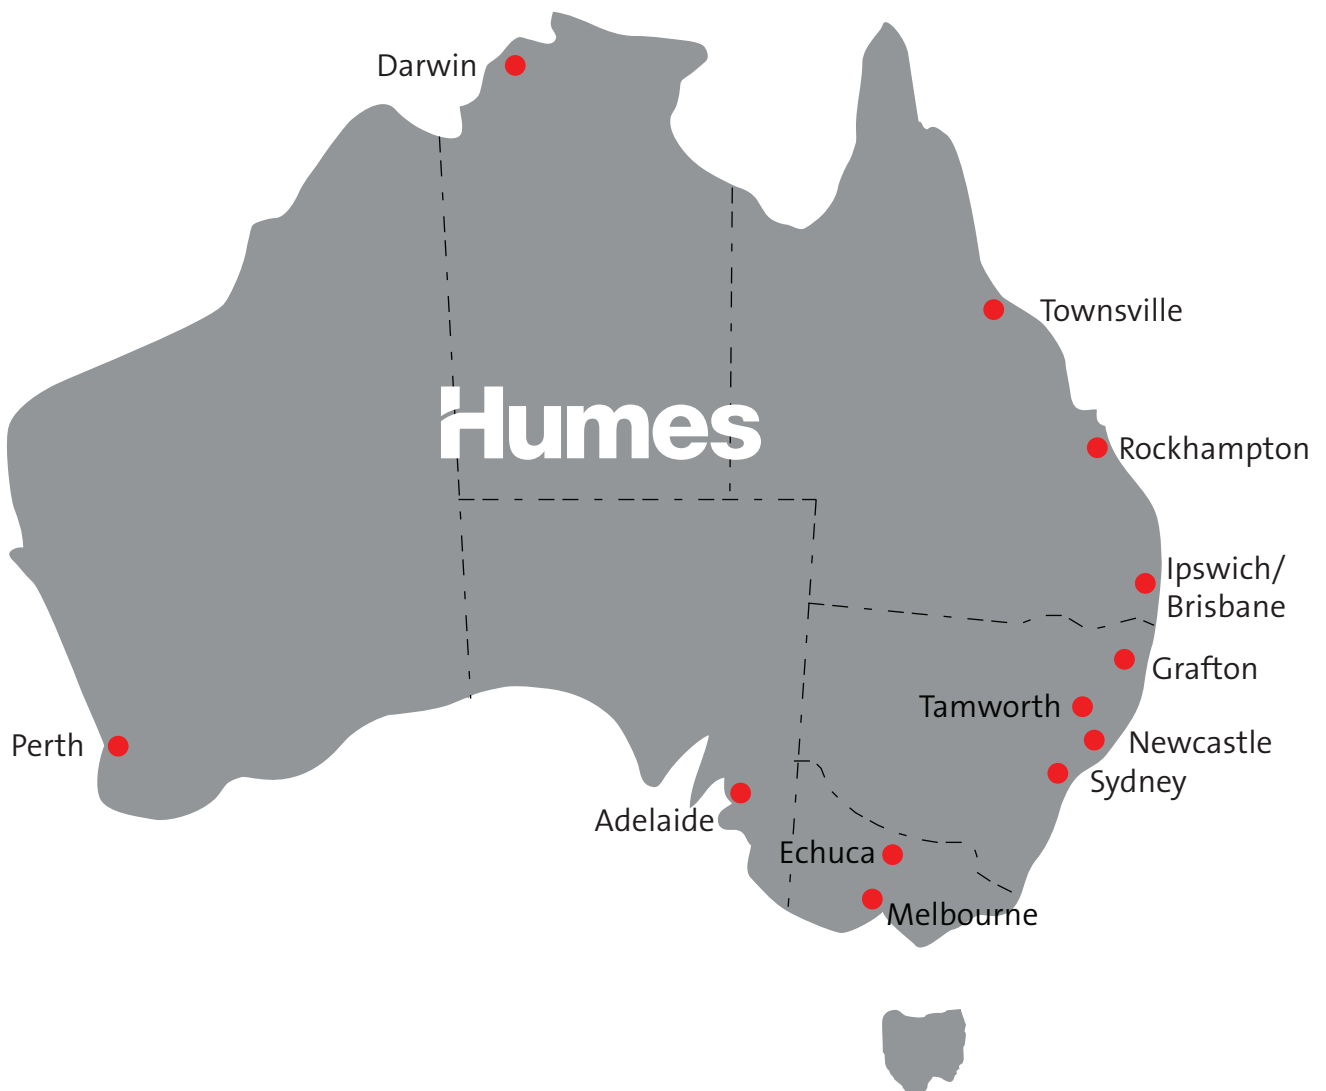 Darwin
Townsville
Humes
Rockhampton
Ipswich/
Brisbane
Grafton
Tamworth
Newcastle
Perth
Sydney
Adelaide
Echuca
Melbourne